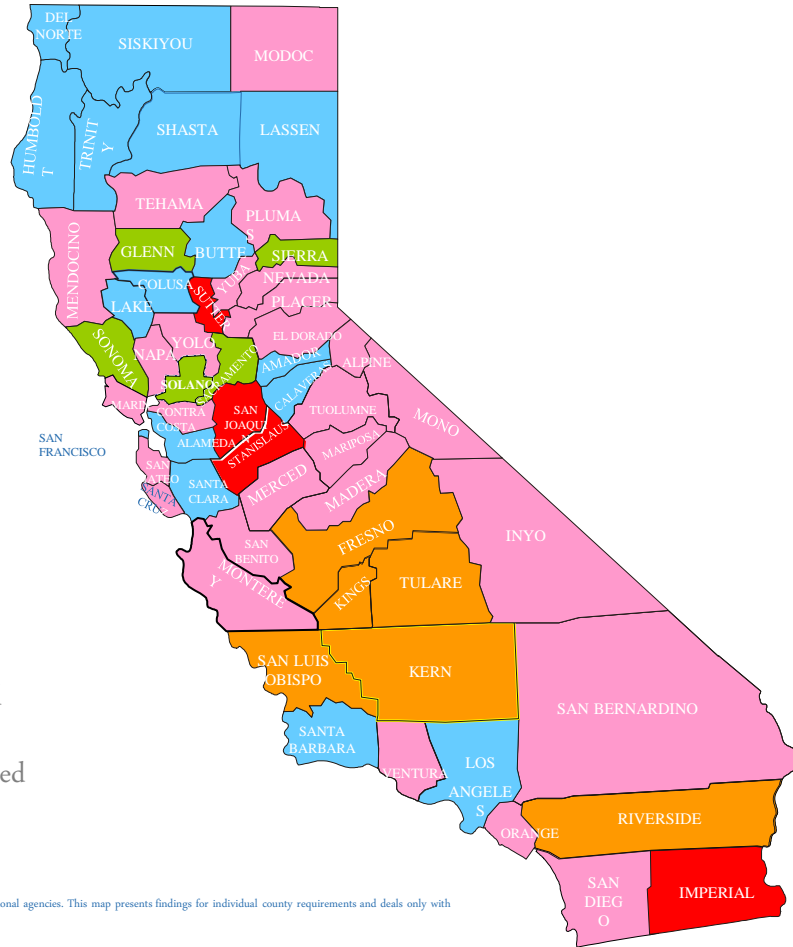 DEL
NORTE
SISKIYOU
MODOC
HUMBOLD
T
TRINIT
Y
SHASTA
LASSEN
TEHAMA
PLUMA
S
MENDOCINO
GLENN
BUTTE
SIERRA
COLUSA
YUBA
NEVADA
LAKE
SUTTER
PLACER
SONOMA
NAPA
YOLO
EL DORADO
SACRAMENTO
AMADOR
ALPINE
SOLANO
CALAVERAS
MARIN
CONTRA
COSTA
SAN
JOAQUI
N
TUOLUMNE
MONO
SAN
FRANCISCO
ALAMEDA
STANISLAUS
MARIPOSA
SAN
MATEO
SANTA
CLARA
MERCED
MADERA
SANTA
CRUZ
FRESNO
INYO
SAN
BENITO
MONTERE
Y
KINGS
TULARE
SAN LUIS
OBISPO
KERN
SAN BERNARDINO
SANTA
BARBARA
VENTURA
LOS
ANGELE
S
ed
ORANGE
RIVERSIDE
SAN
DIEG
O
IMPERIAL
onal agencies. This map presents findings for individual county requirements and deals only with